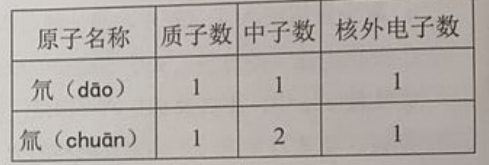 原子名称 质子数 中子数 核外电子数
氘（dāo） 1 1 1
氚（chuān） 1 2 1